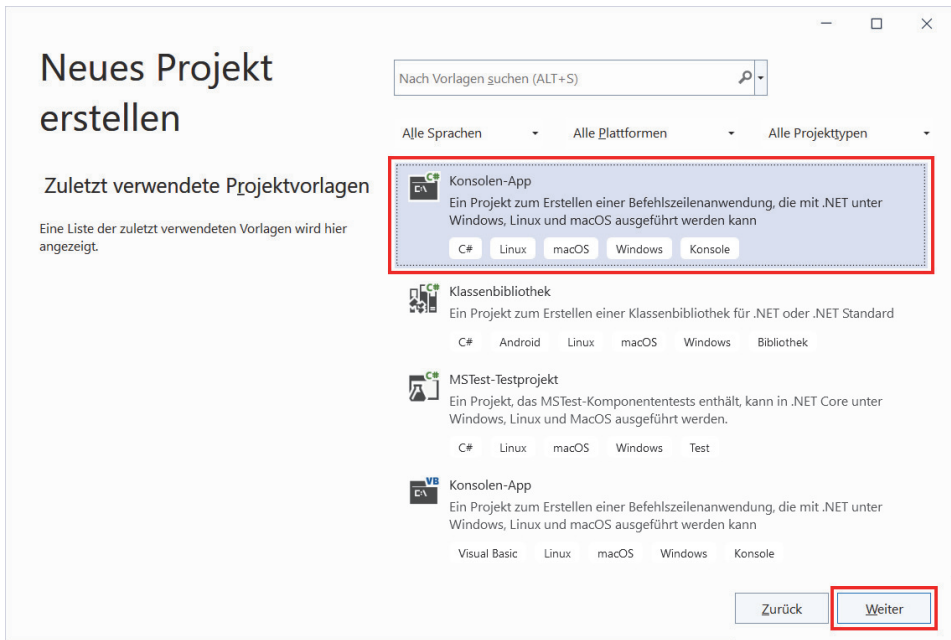 Neues Projekt
erstellen
Zuletzt verwendete Projektvorlagen
Eine Liste der zuletzt verwendeten Vorlagen wird hier
angezeigt.
Nach Vorlagen suchen (ALT+S)
Alle Sprachen
Alle Plattformen
Alle Projekttypen
C#
C:\
Konsolen-App
Ein Projekt zum Erstellen einer Befehlszeilenanwendung, die mit .NET unter
Windows, Linux und macOS ausgeführt werden kann
C# Linux macOS Windows Konsole
C#
Klassenbibliothek
Ein Projekt zum Erstellen einer Klassenbibliothek für .NET oder .NET Standard
C# Android Linux macOS Windows Bibliothek
C#
MSTest-Testprojekt
Ein Projekt, das MSTest-Komponententests enthält, kann in .NET Core unter
Windows, Linux und MacOS ausgeführt werden.
C# Linux macOS Windows Test
VB
C:\
Konsolen-App
Ein Projekt zum Erstellen einer Befehlszeilenanwendung, die mit .NET unter
Windows, Linux und macOS ausgeführt werden kann
Visual Basic Linux macOS Windows Konsole
Zurück
Weiter